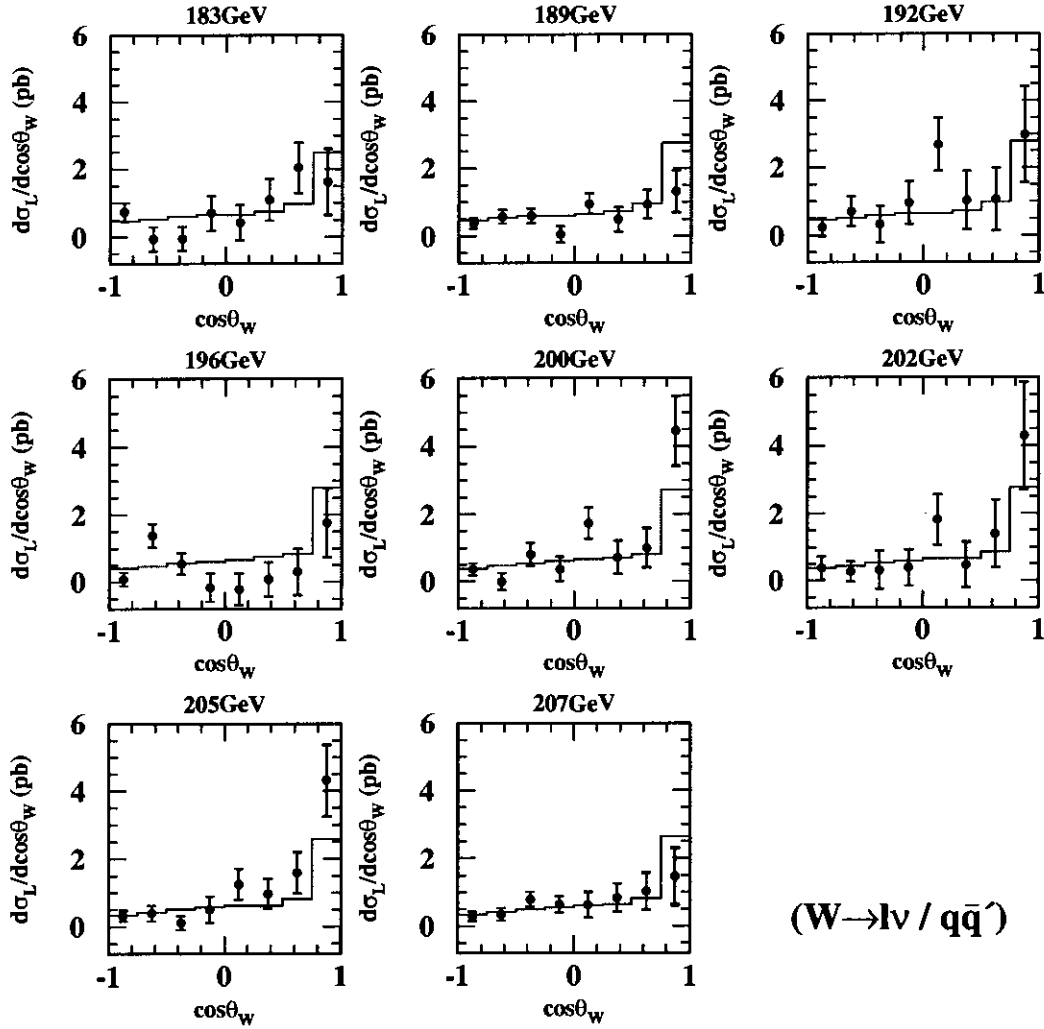 183GeV 189GeV 192GeV
dσL/dcosθW (pb) 6 4 2 0 dσL/dcosθW (pb) 6 4 2 0 dσL/dcosθW (pb) 6 4 2 0
-1 0 1 -1 0 1 -1 0 1
cosθW cosθW cosθW
196GeV 200GeV 202GeV
dσL/dcosθW (pb) 6 4 2 0 dσL/dcosθW (pb) 6 4 2 0 dσL/dcosθW (pb) 6 4 2 0
-1 0 1 -1 0 1 -1 0 1
cosθW cosθW cosθW
205GeV 207GeV
dσL/dcosθW (pb) 6 4 2 0 dσL/dcosθW (pb) 6 4 2 0
(W→lν / qq̄´)
-1 0 1 -1 0 1
cosθW cosθW